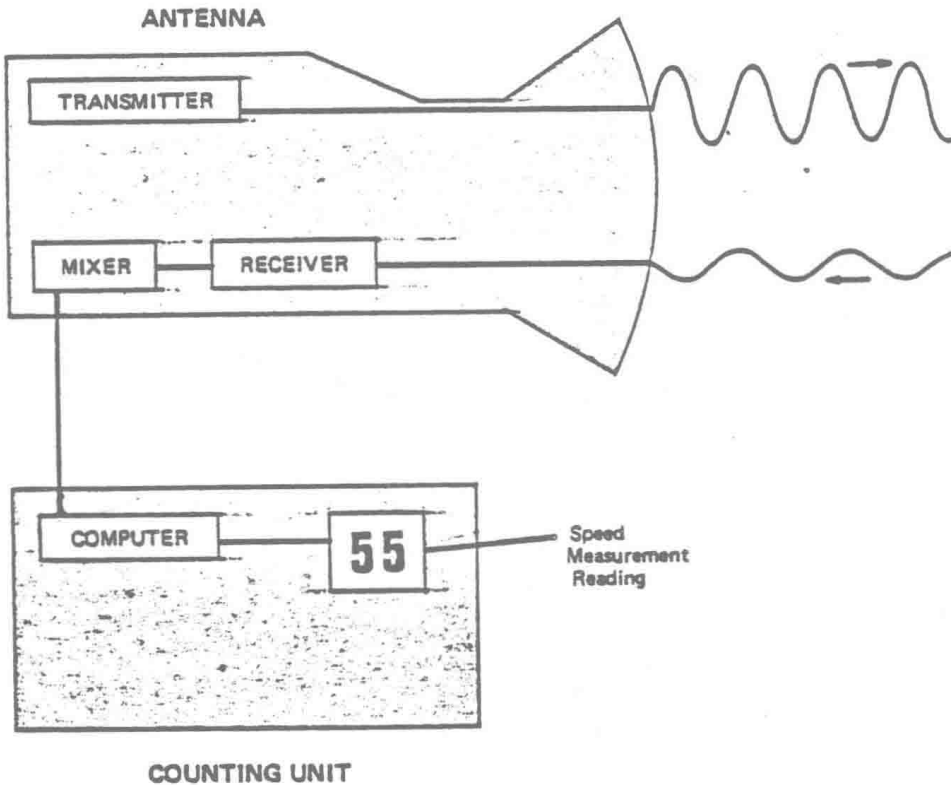 ANTENNA
TRANSMITTER
MIXER
RECEIVER
COMPUTER
55
Speed
Measurement
Reading
COUNTING UNIT